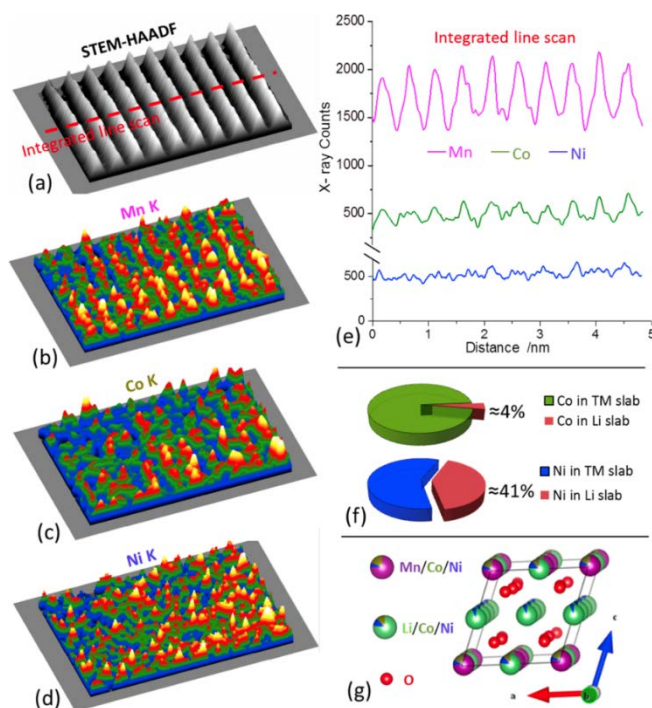 STEM-HAADF
Integrated line scan
(a)
Mn K
(b)
Co K
(c)
Ni K
(d)
Integrated line scan
2500
2000
1500
1000
500
0
500
X- ray Counts
Mn Co Ni
0 1 2 3 4 5
Distance /nm
(e)
≈4%
Co in TM slab
Co in Li slab
≈41%
Ni in TM slab
Ni in Li slab
(f)
Mn/Co/Ni
Li/Co/Ni
O
a
b
c
(g)